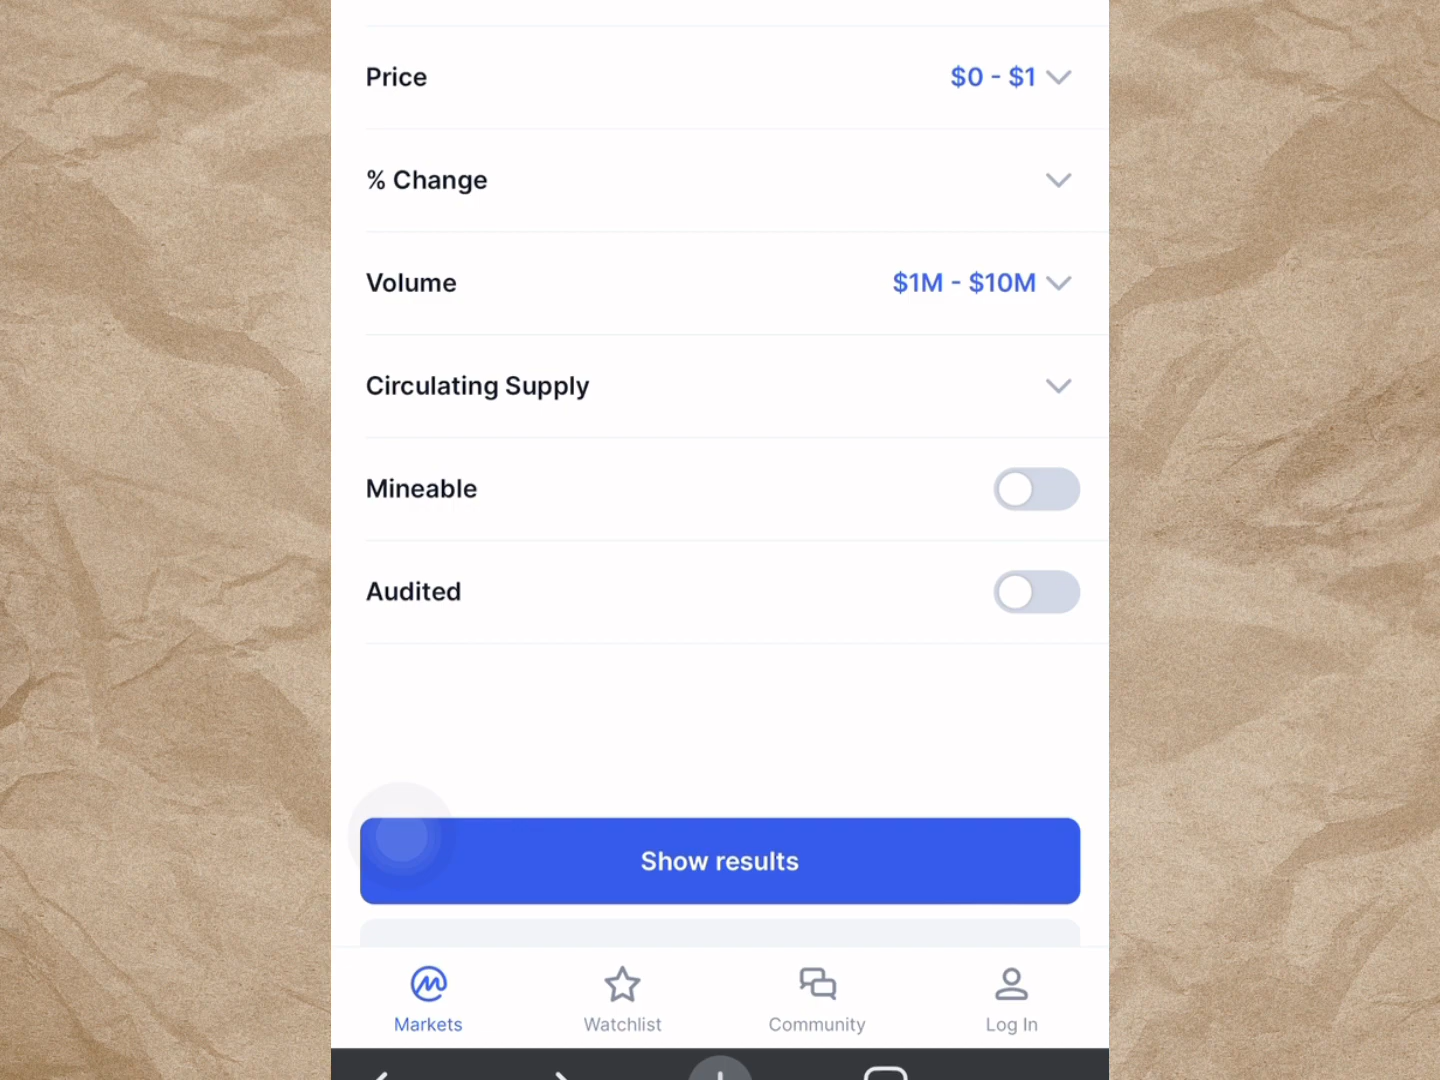 Price $0 - $1
% Change
Volume $1M - $10M
Circulating Supply
Mineable
Audited
Show results
Markets Watchlist Community Log In